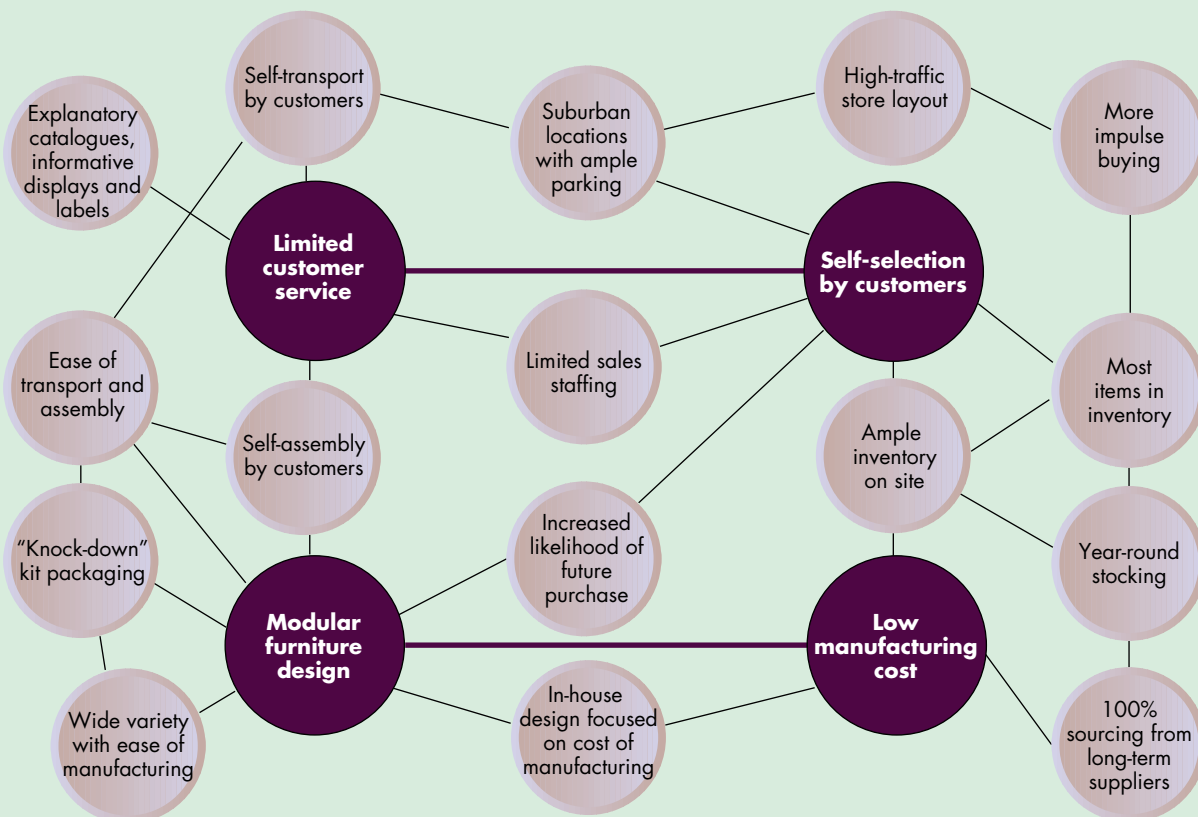 Self-transport
by customers
High-traffic
store layout
Explanatory
catalogues,
informative
displays and
labels
Suburban
locations
with ample
parking
More
impulse
buying
Limited
customer
service
Self-selection
by customers
Ease of
transport and
assembly
Limited sales
staffing
Most
items in
inventory
Self-assembly
by customers
Ample
inventory
on site
“Knock-down”
kit packaging
Increased
likelihood of
future
purchase
Year-round
stocking
Modular
furniture
design
Low
manufacturing
cost
Wide variety
with ease of
manufacturing
In-house
design focused
on cost of
manufacturing
100%
sourcing from
long-term
suppliers